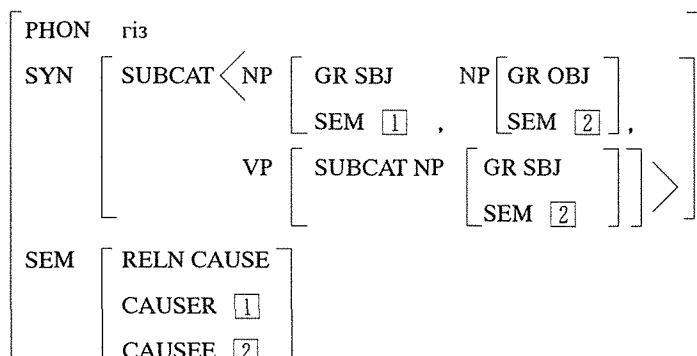 PHON гiз
SYN SUBCAT < NP GR SBJ NP GR OBJ
SEM 1 , SEM 2 ,
VP SUBCAT NP GR SBJ
SEM 2 >
SEM RELN CAUSE
CAUSER 1
CAUSEE 2